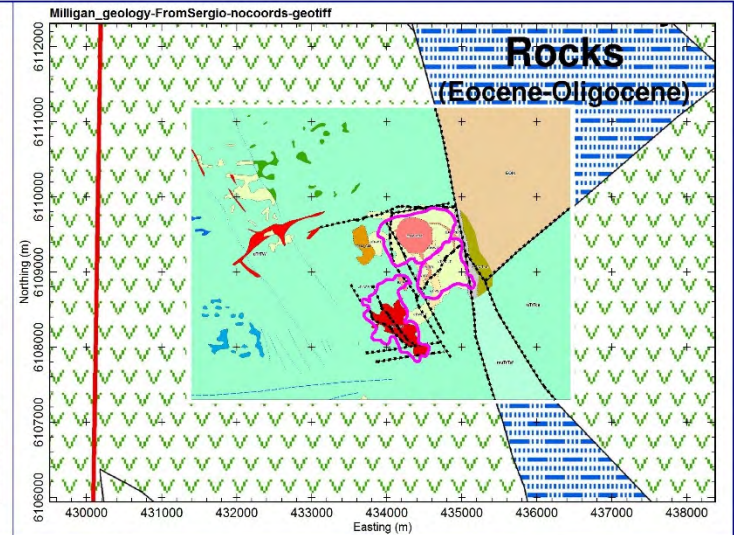 Milligan_geology-FromSergio-nocoords-geotiff
Rocks
(Eocene-Oligocene)
6112000
6111000
6110000
6109000
6108000
6107000
6106000
Northing (m)
430000 431000 432000 433000 434000 435000 436000 437000 438000
Easting (m)